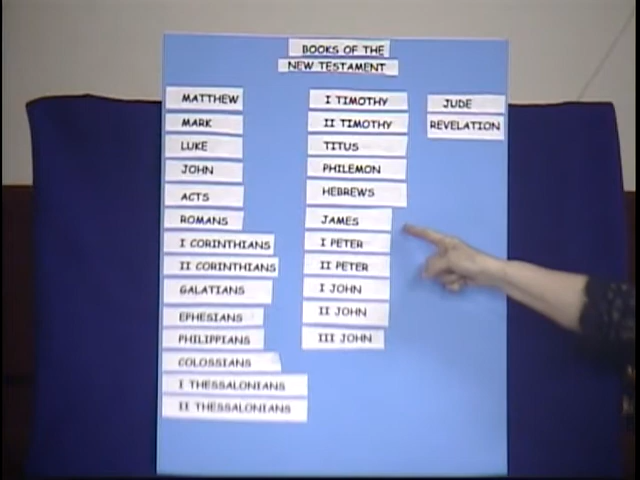 BOOKS OF THE
NEW TESTAMENT
MATTHEW
MARK
LUKE
JOHN
ACTS
ROMANS
I CORINTHIANS
II CORINTHIANS
GALATIANS
EPHESIANS
PHILIPPIANS
COLOSSIANS
I THESSALONIANS
II THESSALONIANS
I TIMOTHY
II TIMOTHY
TITUS
PHILEMON
HEBREWS
JAMES
I PETER
II PETER
I JOHN
II JOHN
III JOHN
JUDE
REVELATION